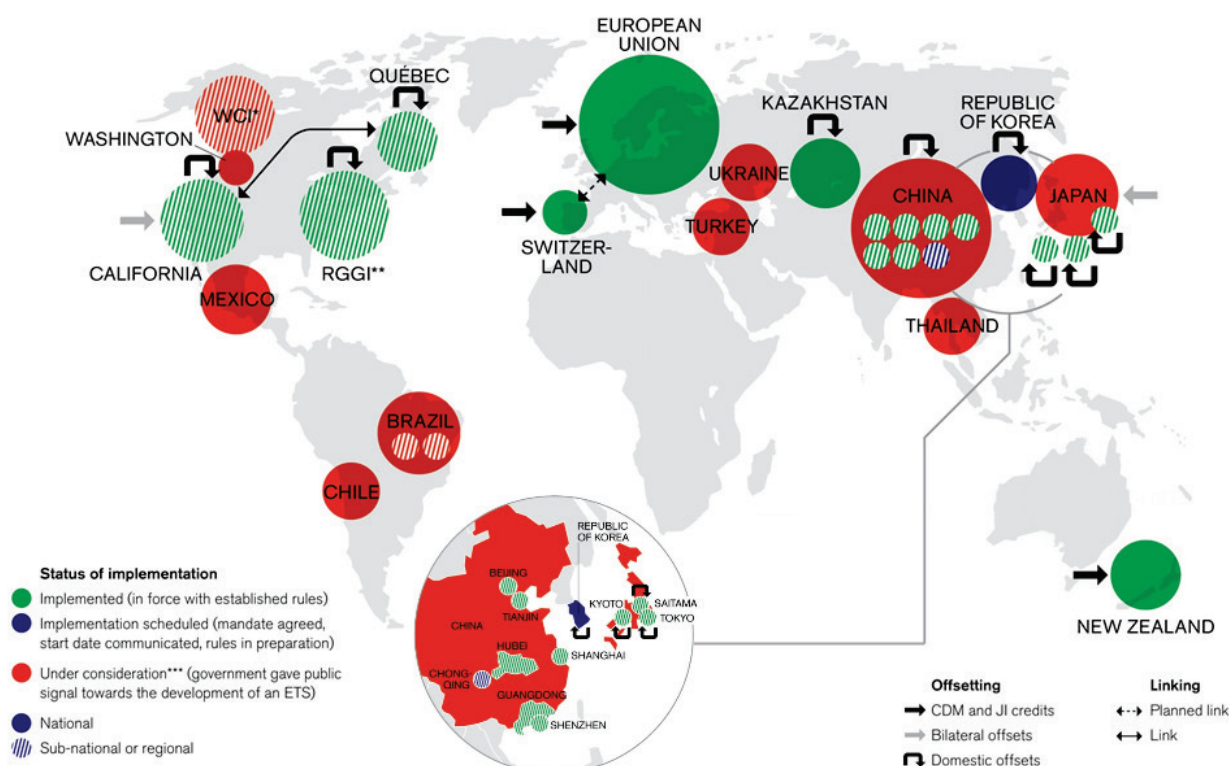 EUROPEAN
UNION
QUÉBEC
WCI*
WASHINGTON
KAZAKHSTAN
REPUBLIC
OF KOREA
UKRAINE
CHINA
JAPAN
TURKEY
SWITZER-
LAND
CALIFORNIA
RGGI**
MEXICO
THAILAND
BRAZIL
CHILE
REPUBLIC
OF KOREA
BEIJING
TIANJIN
CHINA
KYOTO
SAITAMA
TOKYO
HUBEI
SHANGHAI
CHONG-
QING
GUANGDONG
SHENZHEN
NEW ZEALAND
Status of implementation
Implemented (in force with established rules)
Implementation scheduled (mandate agreed,
start date communicated, rules in preparation)
Under consideration*** (government gave public
signal towards the development of an ETS)
National
Sub-national or regional
Offsetting
CDM and JI credits
Bilateral offsets
Domestic offsets
Linking
Planned link
Link